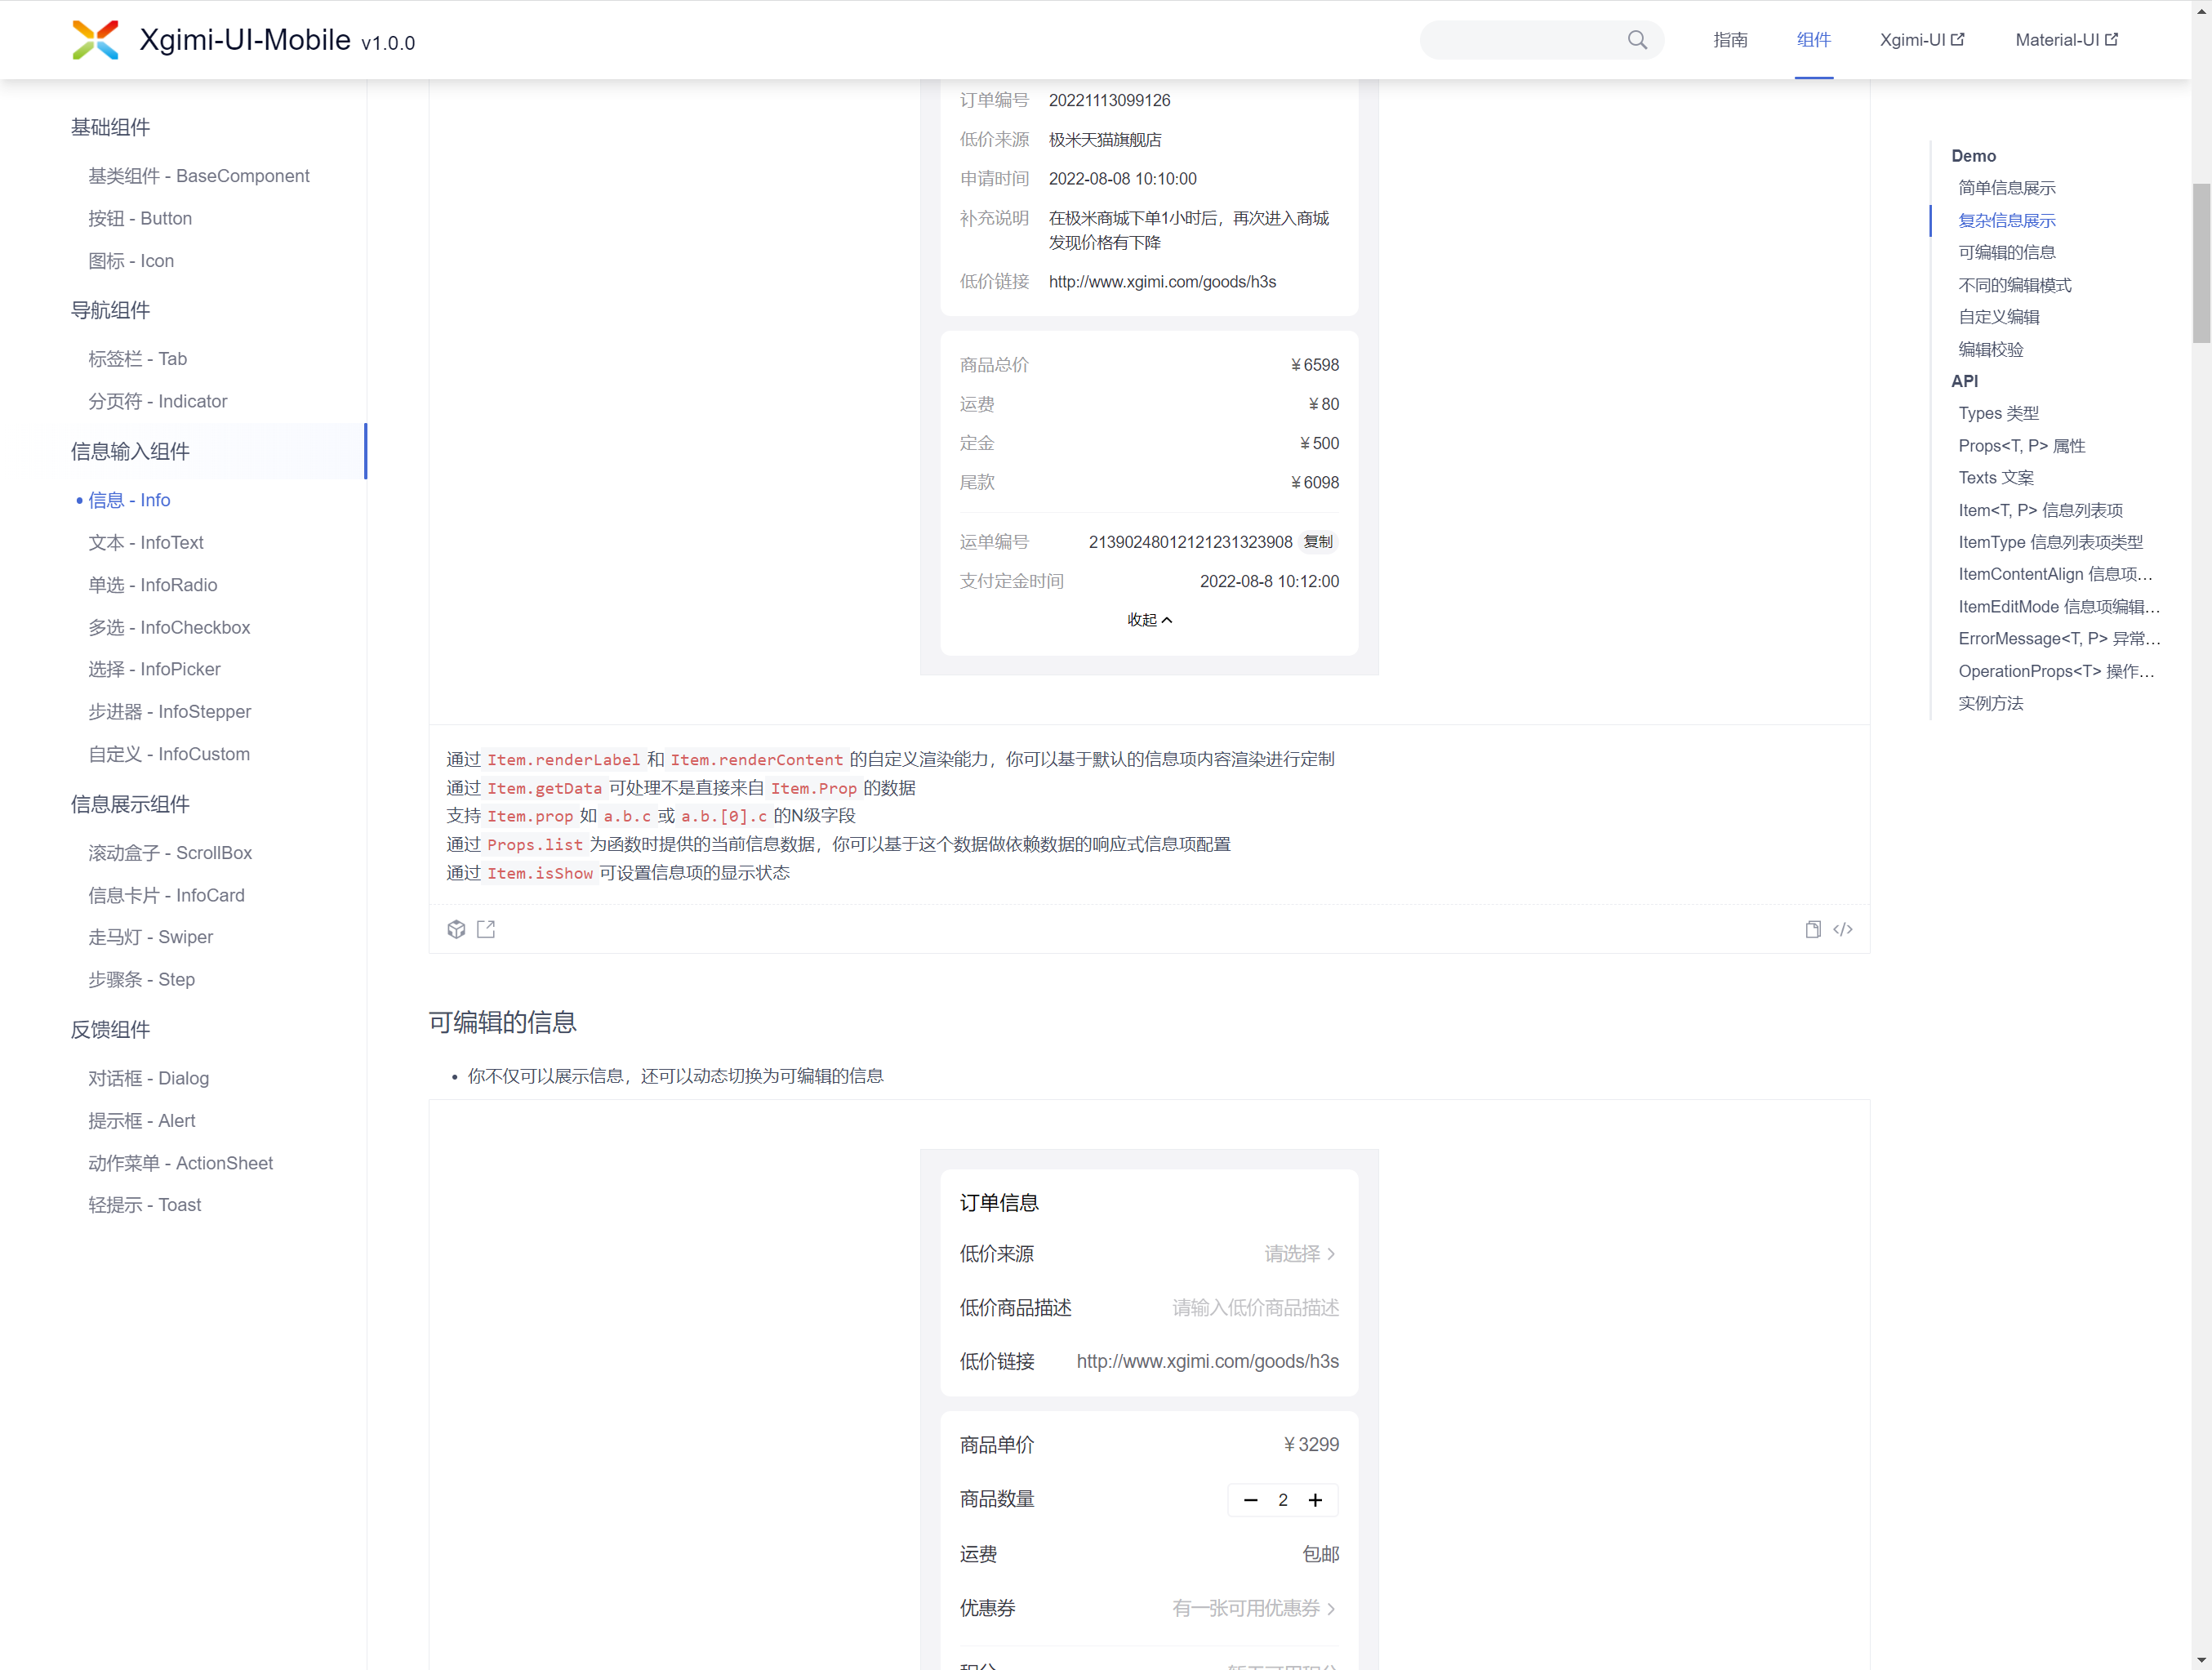 Xgimi-UI-Mobile v1.0.0
指南
组件
Xgimi-UI
Material-UI
基础组件
基类组件 - BaseComponent
按钮 - Button
图标 - Icon
导航组件
标签栏 - Tab
分页符 - Indicator
信息输入组件
信息 - Info
文本 - InfoText
单选 - InfoRadio
多选 - InfoCheckbox
选择 - InfoPicker
步进器 - InfoStepper
自定义 - InfoCustom
信息展示组件
滚动盒子 - ScrollBox
信息卡片 - InfoCard
走马灯 - Swiper
步骤条 - Step
反馈组件
对话框 - Dialog
提示框 - Alert
动作菜单 - ActionSheet
轻提示 - Toast
订单编号 20221113099126
低价来源 极米天猫旗舰店
申请时间 2022-08-08 10:10:00
补充说明 在极米商城下单1小时后，再次进入商城
发现价格有下降
低价链接 http://www.xgimi.com/goods/h3s
商品总价 ¥6598
运费 ¥80
定金 ¥500
尾款 ¥6098
运单编号 21390248012121231323908 复制
支付定金时间 2022-08-8 10:12:00
收起
通过 Item.renderLabel 和 Item.renderContent 的自定义渲染能力，你可以基于默认的信息项内容渲染进行定制
通过 Item.getData 可处理不是直接来自 Item.Prop 的数据
支持 Item.prop 如 a.b.c 或 a.b.[0].c 的N级字段
通过 Props.list 为函数时提供的当前信息数据，你可以基于这个数据做依赖数据的响应式信息项配置
通过 Item.isShow 可设置信息项的显示状态
</>
可编辑的信息
• 你不仅可以展示信息，还可以动态切换为可编辑的信息
订单信息
低价来源 请选择
低价商品描述 请输入低价商品描述
低价链接 http://www.xgimi.com/goods/h3s
商品单价 ¥3299
商品数量 2
运费 包邮
优惠券 有一张可用优惠券
Demo
简单信息展示
复杂信息展示
可编辑的信息
不同的编辑模式
自定义编辑
编辑校验
API
Types 类型
Props<T, P> 属性
Texts 文案
Item<T, P> 信息列表项
ItemType 信息列表项类型
ItemContentAlign 信息项…
ItemEditMode 信息项编辑…
ErrorMessage<T, P> 异常…
OperationProps<T> 操作…
实例方法